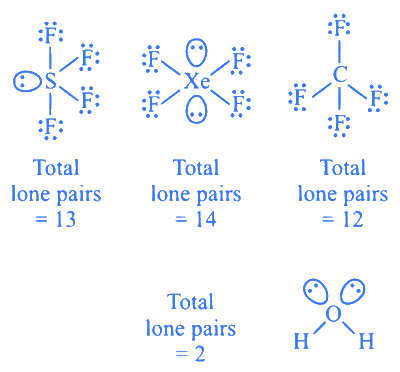 F
F
S
F
F
F
F
Xe
F
F
F
C
F
F
F
Total
lone pairs
= 13
Total
lone pairs
= 14
Total
lone pairs
= 12
Total
lone pairs
= 2
O
H
H